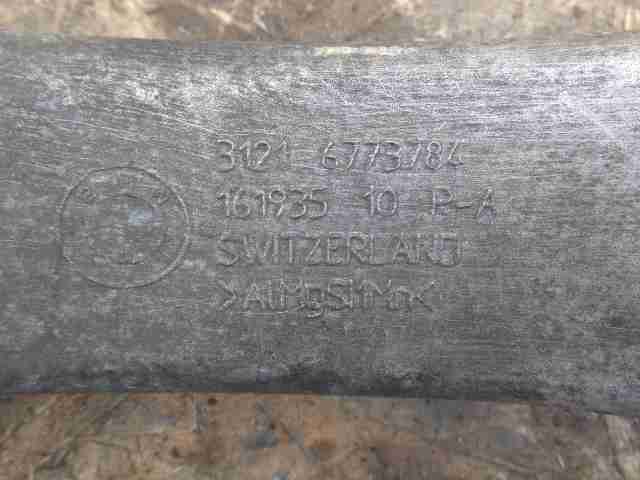 3121 6773784
161935 10 P-A
SWITZERLAND
>AlMgSi1Mn<